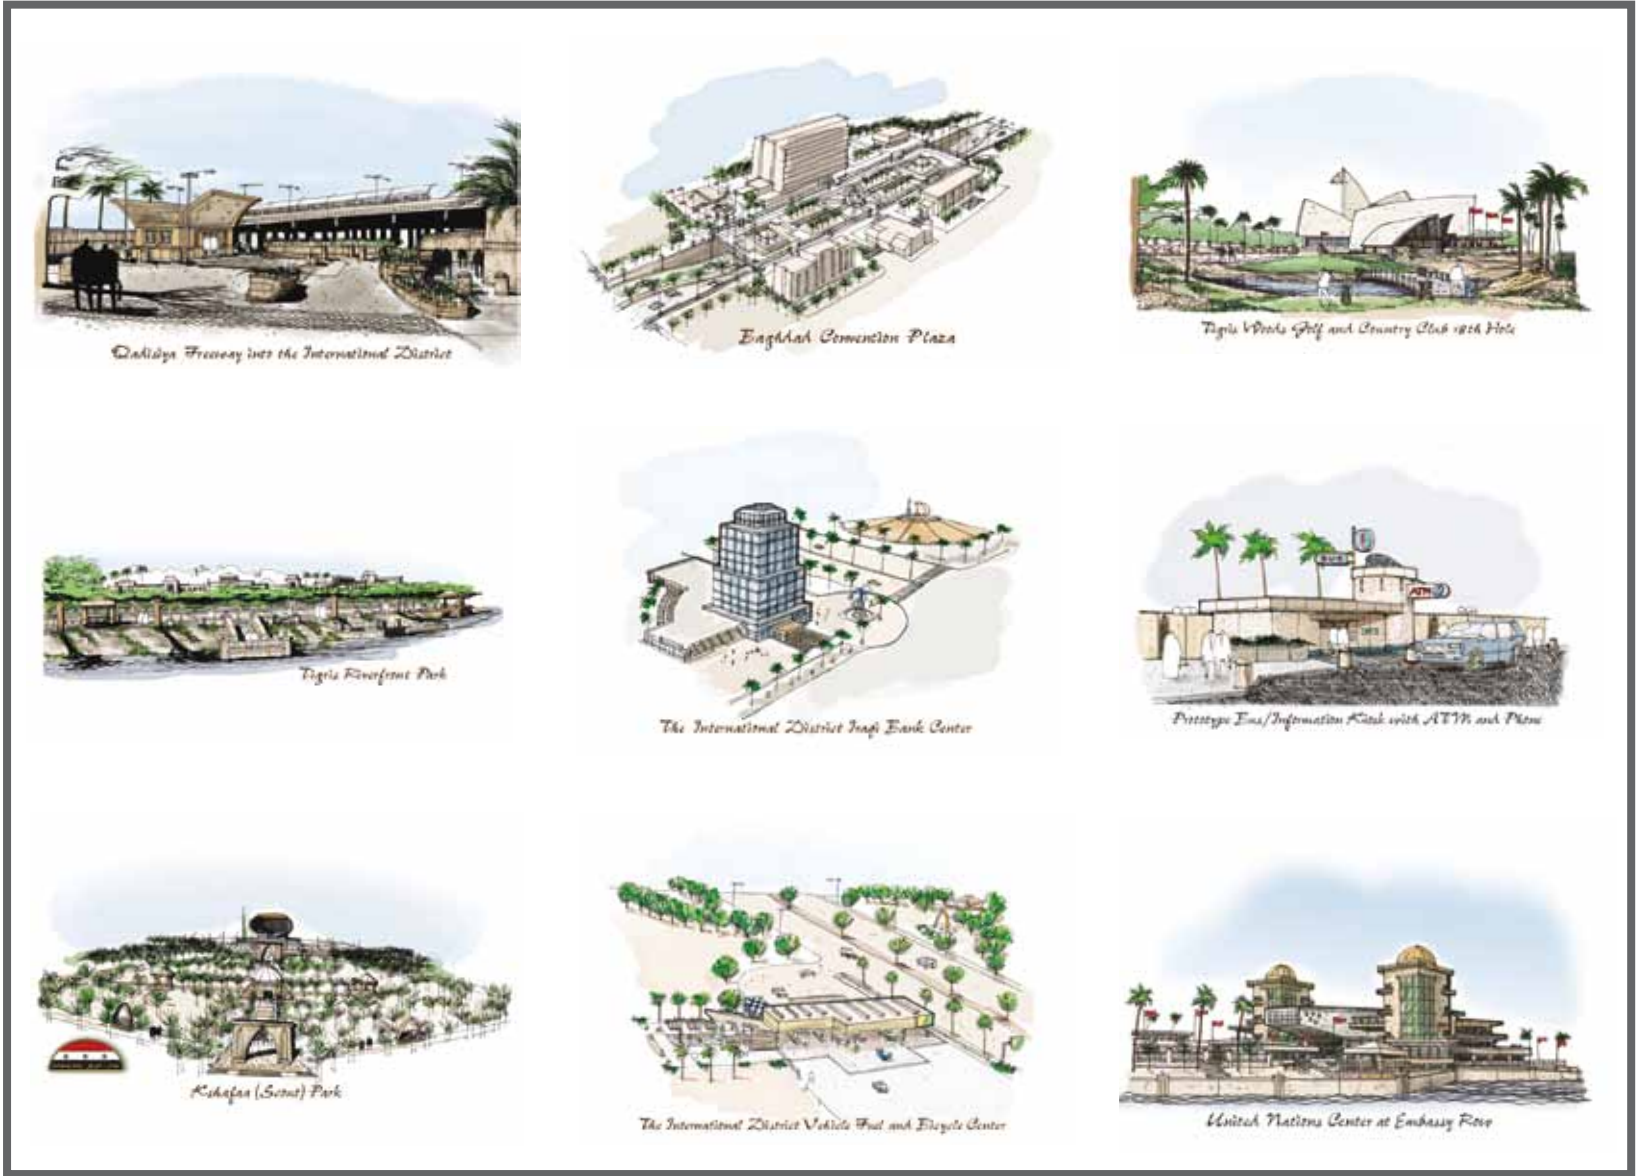 Qadisiya Freeway into the International District
Baghdad Convention Plaza
Tigris Woods Golf and Country Club 18th Hole
Tigris Riverfront Park
The International District Iraqi Bank Center
ATM
Prototype Bus/Information Kiosk with ATM and Phone
Kshafaa (Scout) Park
The International District Vehicle Fuel and Bicycle Center
United Nations Center at Embassy Row